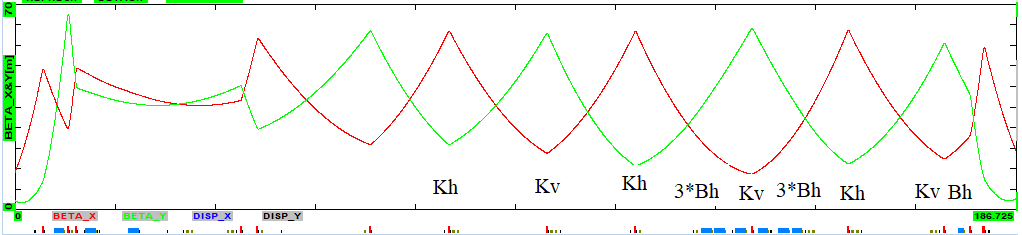 70
BETA_X&Y[m]
Kh Kv Kh 3*Bh Kv 3*Bh Kh Kv Bh
0
0 BETA_X BETA_Y DISP_X DISP_Y 186.725